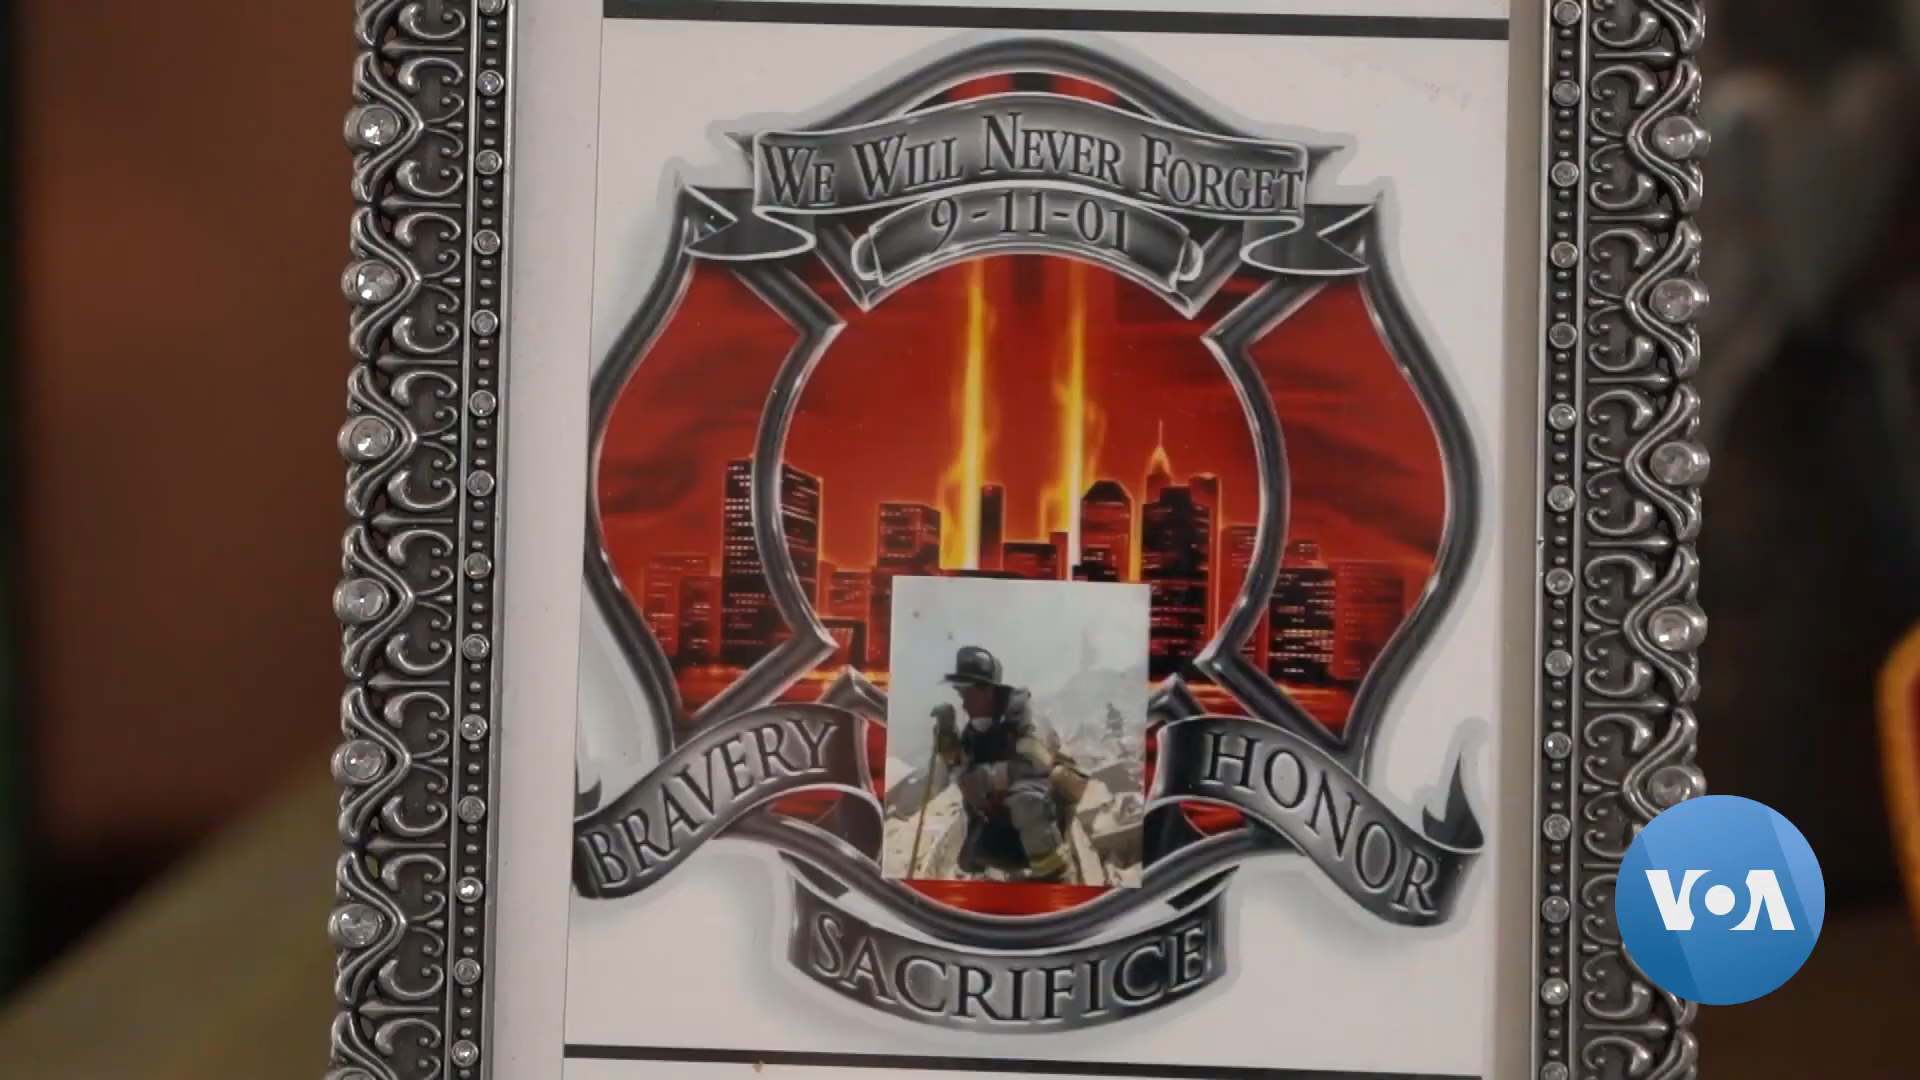 WE WILL NEVER FORGET
9-11-01
BRAVERY
HONOR
SACRIFICE
VOA